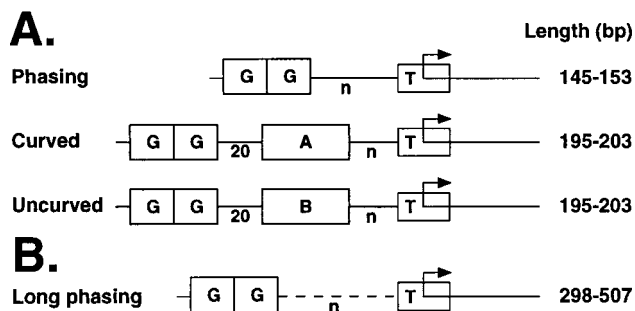 A.
Length (bp)
Phasing G G n T 145-153
Curved G G 20 A n T 195-203
Uncurved G G 20 B n T 195-203
B.
Long phasing G G n T 298-507